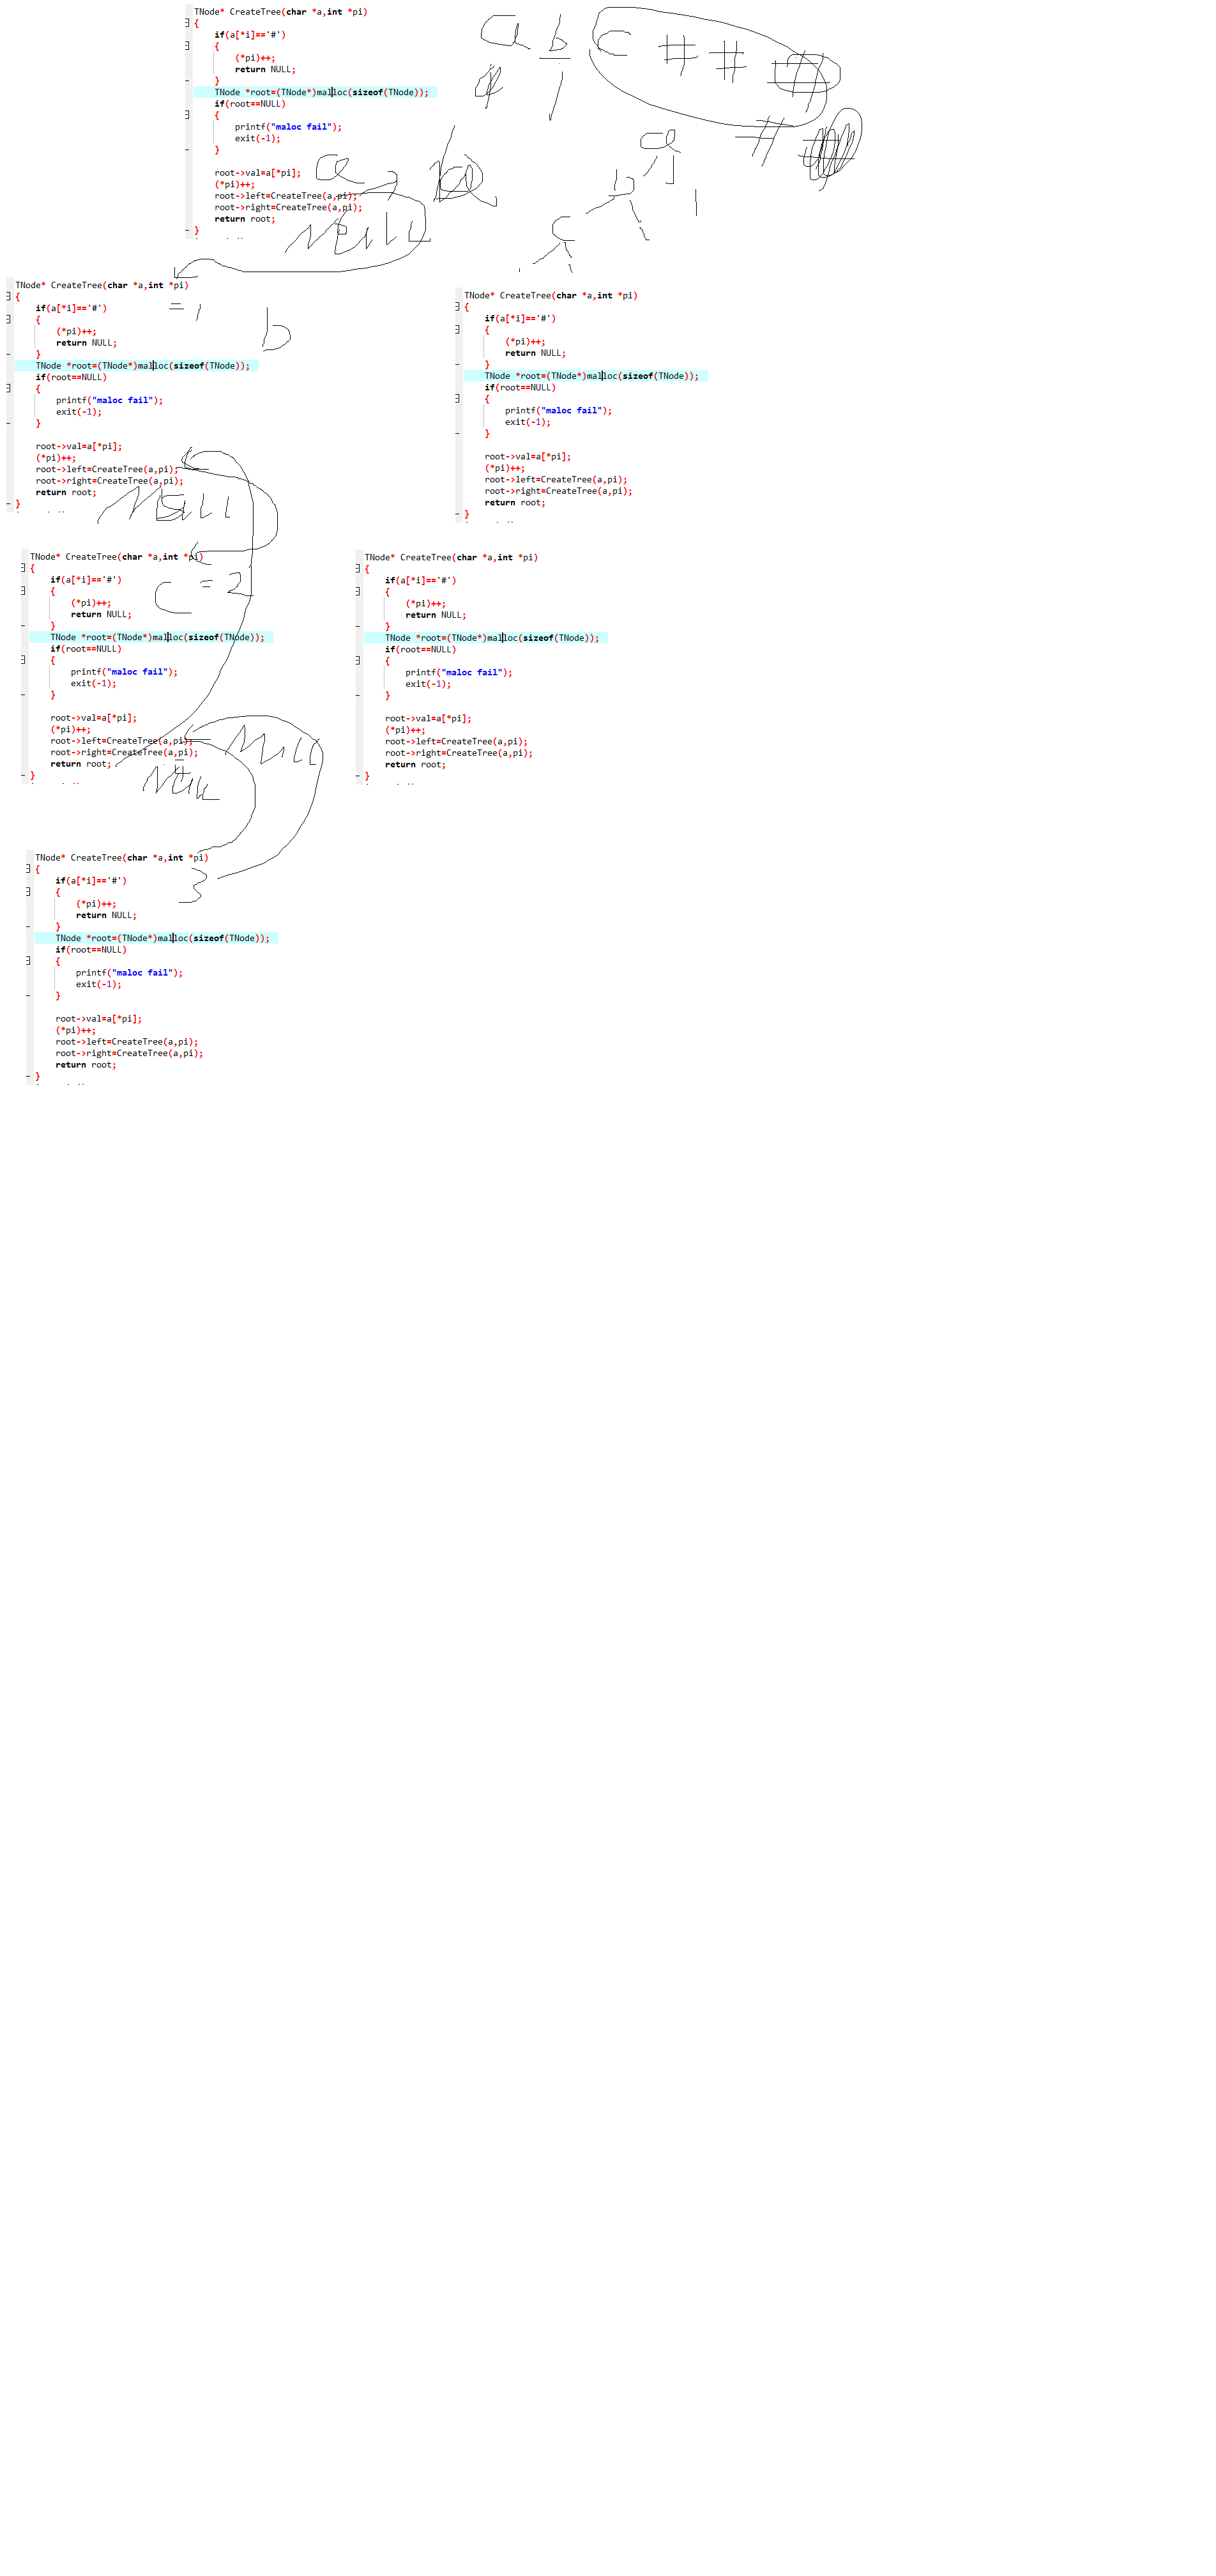 TNode* CreateTree(char *a,int *pi)
{
if(a[*i]=='#')
{
(*pi)++;
return NULL;
}
TNode *root=(TNode*)malloc(sizeof(TNode));
if(root==NULL)
{
printf("maloc fail");
exit(-1);
}
root->val=a[*pi];
(*pi)++;
root->left=CreateTree(a,pi);
root->right=CreateTree(a,pi);
return root;
}
a b c # # #
# #
a
b
c
a
Null
TNode* CreateTree(char *a,int *pi)
{
if(a[*i]=='#')
{
(*pi)++;
return NULL;
}
TNode *root=(TNode*)malloc(sizeof(TNode));
if(root==NULL)
{
printf("maloc fail");
exit(-1);
}
root->val=a[*pi];
(*pi)++;
root->left=CreateTree(a,pi);
root->right=CreateTree(a,pi);
return root;
}
= 1
b
Null
TNode* CreateTree(char *a,int *pi)
{
if(a[*i]=='#')
{
(*pi)++;
return NULL;
}
TNode *root=(TNode*)malloc(sizeof(TNode));
if(root==NULL)
{
printf("maloc fail");
exit(-1);
}
root->val=a[*pi];
(*pi)++;
root->left=CreateTree(a,pi);
root->right=CreateTree(a,pi);
return root;
}
TNode* CreateTree(char *a,int *pi)
{
if(a[*i]=='#')
{
(*pi)++;
return NULL;
}
TNode *root=(TNode*)malloc(sizeof(TNode));
if(root==NULL)
{
printf("maloc fail");
exit(-1);
}
root->val=a[*pi];
(*pi)++;
root->left=CreateTree(a,pi);
root->right=CreateTree(a,pi);
return root;
}
c = 2
Null
Null
TNode* CreateTree(char *a,int *pi)
{
if(a[*i]=='#')
{
(*pi)++;
return NULL;
}
TNode *root=(TNode*)malloc(sizeof(TNode));
if(root==NULL)
{
printf("maloc fail");
exit(-1);
}
root->val=a[*pi];
(*pi)++;
root->left=CreateTree(a,pi);
root->right=CreateTree(a,pi);
return root;
}
TNode* CreateTree(char *a,int *pi)
{
if(a[*i]=='#')
{
(*pi)++;
return NULL;
}
TNode *root=(TNode*)malloc(sizeof(TNode));
if(root==NULL)
{
printf("maloc fail");
exit(-1);
}
root->val=a[*pi];
(*pi)++;
root->left=CreateTree(a,pi);
root->right=CreateTree(a,pi);
return root;
}
3